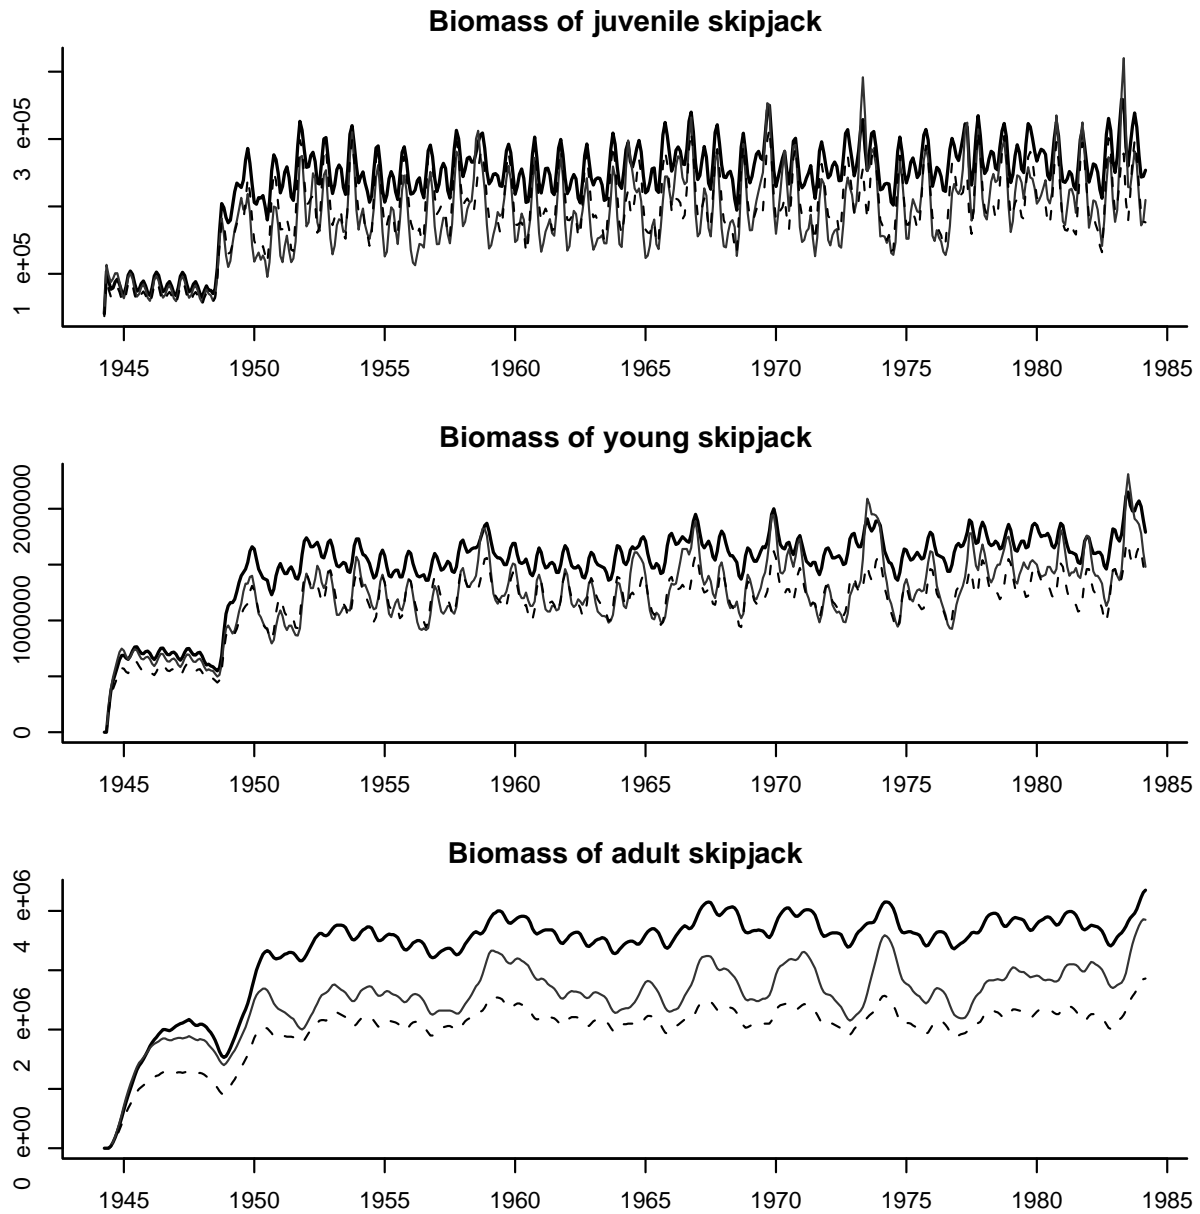 Biomass of juvenile skipjack
3 e+05
1 e+05
1945 1950 1955 1960 1965 1970 1975 1980 1985
Biomass of young skipjack
2000000
1000000
0
1945 1950 1955 1960 1965 1970 1975 1980 1985
Biomass of adult skipjack
4 e+06
2 e+06
0 e+00
1945 1950 1955 1960 1965 1970 1975 1980 1985